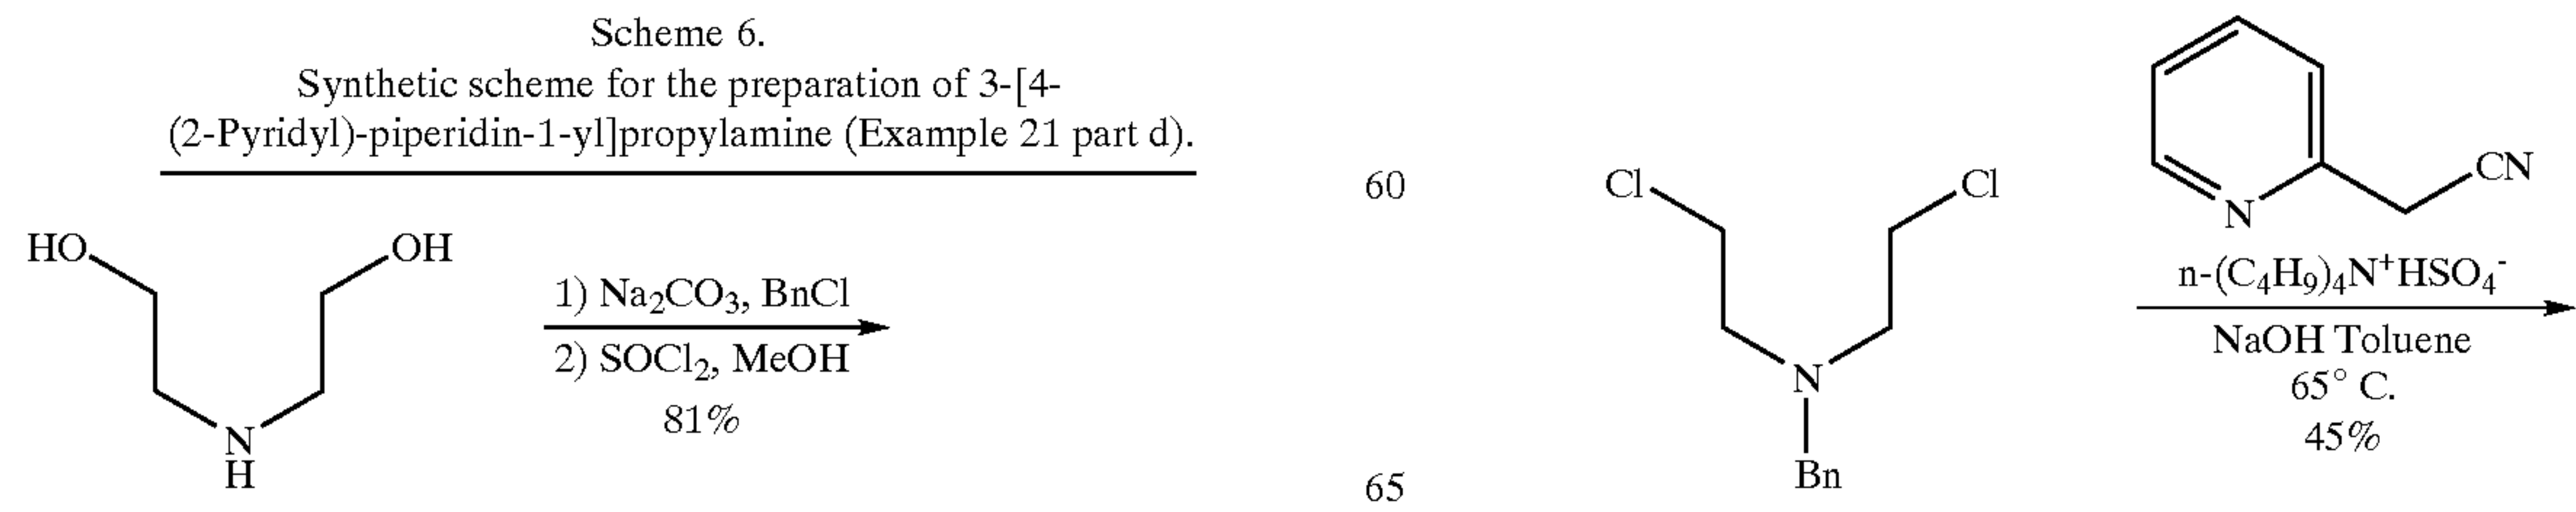 Scheme 6.
Synthetic scheme for the preparation of 3-[4-
(2-Pyridyl)-piperidin-1-yl]propylamine (Example 21 part d).
HO
OH
N
H
1) Na₂CO₃, BnCl
2) SOCl₂, MeOH
81%
60
65
Cl
Cl
N
Bn
N
CN
n-(C₄H₉)₄N⁺HSO₄⁻
NaOH Toluene
65° C.
45%